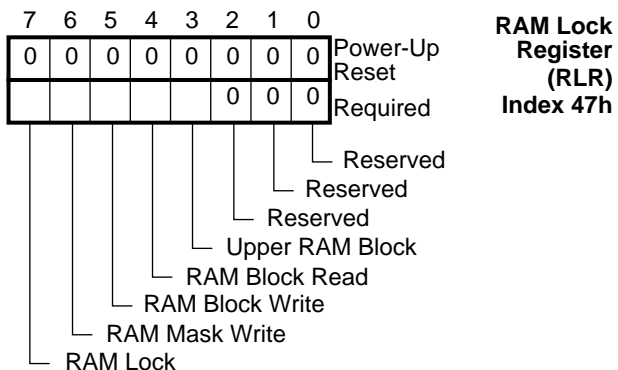 7 6 5 4 3 2 1 0
0 0 0 0 0 0 0 0 Power-Up
Reset
0 0 0 Required
RAM Lock
Register
(RLR)
Index 47h
Reserved
Reserved
Reserved
Upper RAM Block
RAM Block Read
RAM Block Write
RAM Mask Write
RAM Lock